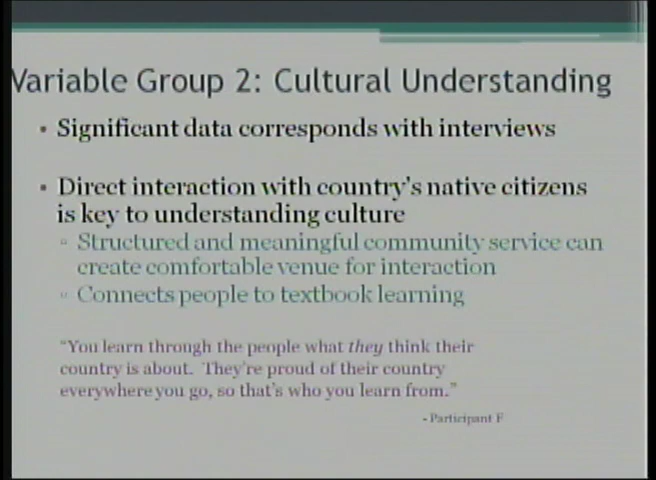 Variable Group 2: Cultural Understanding
▪ Significant data corresponds with interviews
▪ Direct interaction with country's native citizens
is key to understanding culture
▫ Structured and meaningful community service can
create comfortable venue for interaction
▫ Connects people to textbook learning
"You learn through the people what they think their
country is about. They're proud of their country
everywhere you go, so that's who you learn from."
- Participant F